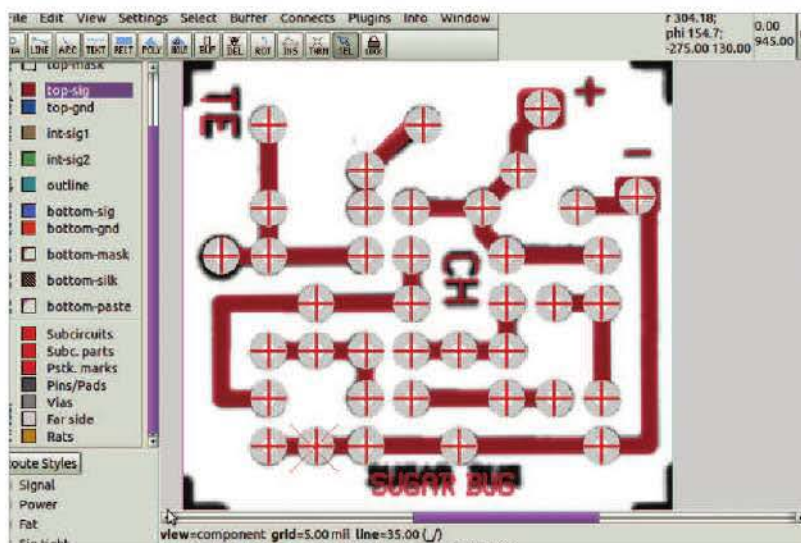 File Edit View Settings Select Buffer Connects Plugins Info Window
r 304.18;
phi 154.7;
-275.00 130.00
0.00
945.00
LINE ARC TEXT RECT POLY BUF DEL ROT INS THRM SEL LOCK
top-mask
top-sig
top-gnd
int-sig1
int-sig2
outline
bottom-sig
bottom-gnd
bottom-mask
bottom-silk
bottom-paste
Subcircuits
Subc. parts
Pstk. marks
Pins/Pads
Vias
Far side
Rats
oute Styles
Signal
Power
Fat
TE
+
-
CH
SUGAR BUG
view=component grid=5.00 mil line=35.00 (_/)